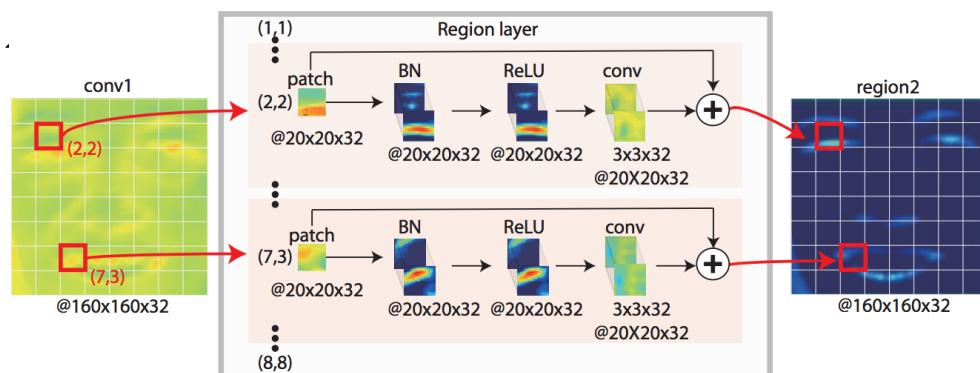 conv1
(2,2)
(7,3)
@160x160x32
Region layer
(1,1)
patch
BN
ReLU
conv
(2,2)
@20x20x32
@20x20x32
@20x20x32
3x3x32
@20X20x32
patch
BN
ReLU
conv
(7,3)
@20x20x32
@20x20x32
@20x20x32
3x3x32
@20X20x32
(8,8)
region2
@160x160x32